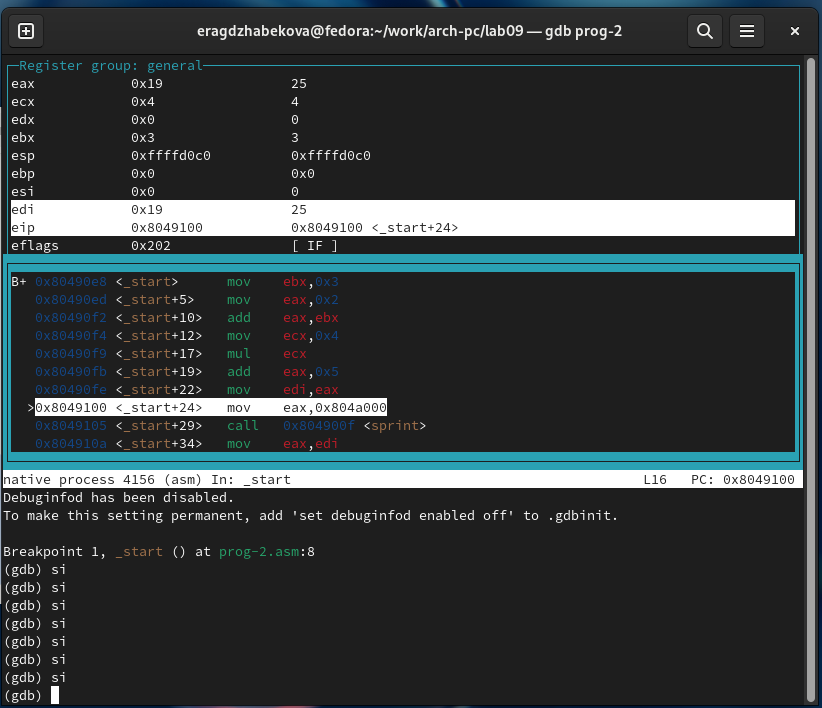 eragdzhabekova@fedora:~/work/arch-pc/lab09 — gdb prog-2
Register group: general
eax 0x19 25
ecx 0x4 4
edx 0x0 0
ebx 0x3 3
esp 0xffffd0c0 0xffffd0c0
ebp 0x0 0x0
esi 0x0 0
edi 0x19 25
eip 0x8049100 0x8049100 <_start+24>
eflags 0x202 [ IF ]
B+ 0x80490e8 <_start> mov ebx,0x3
0x80490ed <_start+5> mov eax,0x2
0x80490f2 <_start+10> add eax,ebx
0x80490f4 <_start+12> mov ecx,0x4
0x80490f9 <_start+17> mul ecx
0x80490fb <_start+19> add eax,0x5
0x80490fe <_start+22> mov edi,eax
>0x8049100 <_start+24> mov eax,0x804a000
0x8049105 <_start+29> call 0x804900f <sprint>
0x804910a <_start+34> mov eax,edi
native process 4156 (asm) In: _start L16 PC: 0x8049100
Debuginfod has been disabled.
To make this setting permanent, add 'set debuginfod enabled off' to .gdbinit.
Breakpoint 1, _start () at prog-2.asm:8
(gdb) si
(gdb) si
(gdb) si
(gdb) si
(gdb) si
(gdb) si
(gdb) si
(gdb)